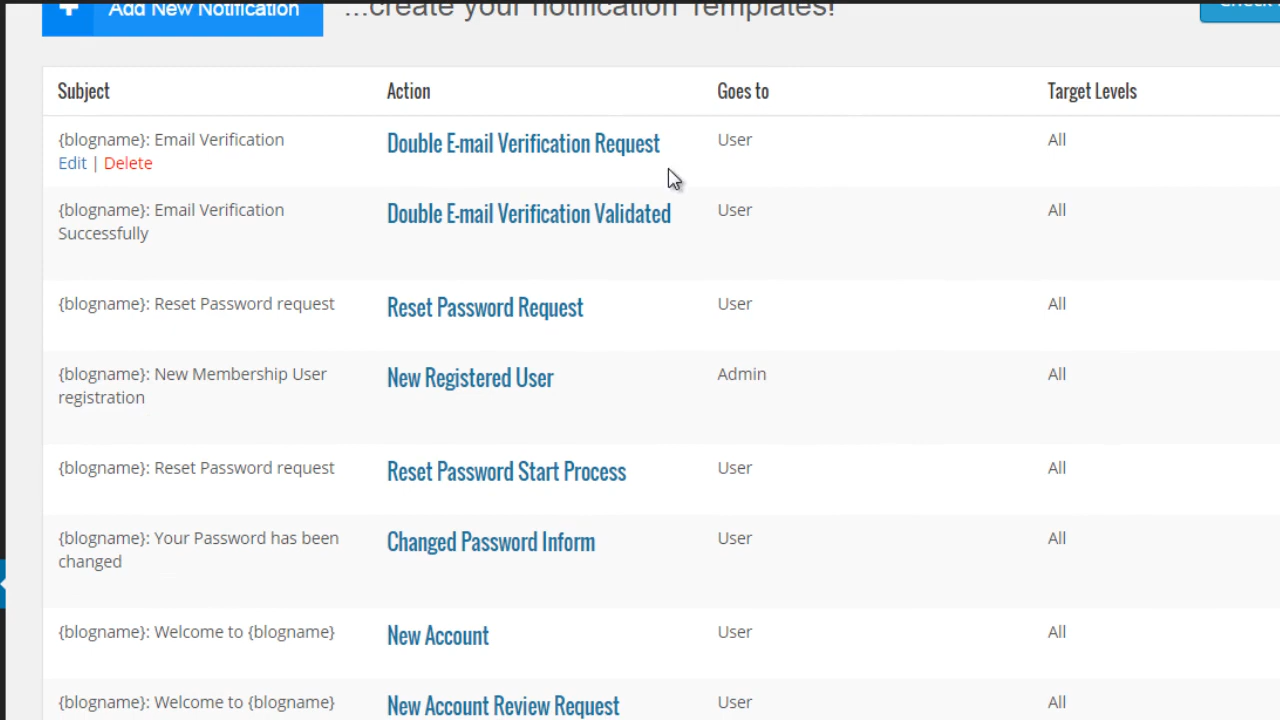 Add New Notification ...create your notification Templates! Check
Subject Action Goes to Target Levels
{blogname}: Email Verification Double E-mail Verification Request User All
Edit | Delete
{blogname}: Email Verification Double E-mail Verification Validated User All
Successfully
{blogname}: Reset Password request Reset Password Request User All
{blogname}: New Membership User New Registered User Admin All
registration
{blogname}: Reset Password request Reset Password Start Process User All
{blogname}: Your Password has been Changed Password Inform User All
changed
{blogname}: Welcome to {blogname} New Account User All
{blogname}: Welcome to {blogname} New Account Review Request User All